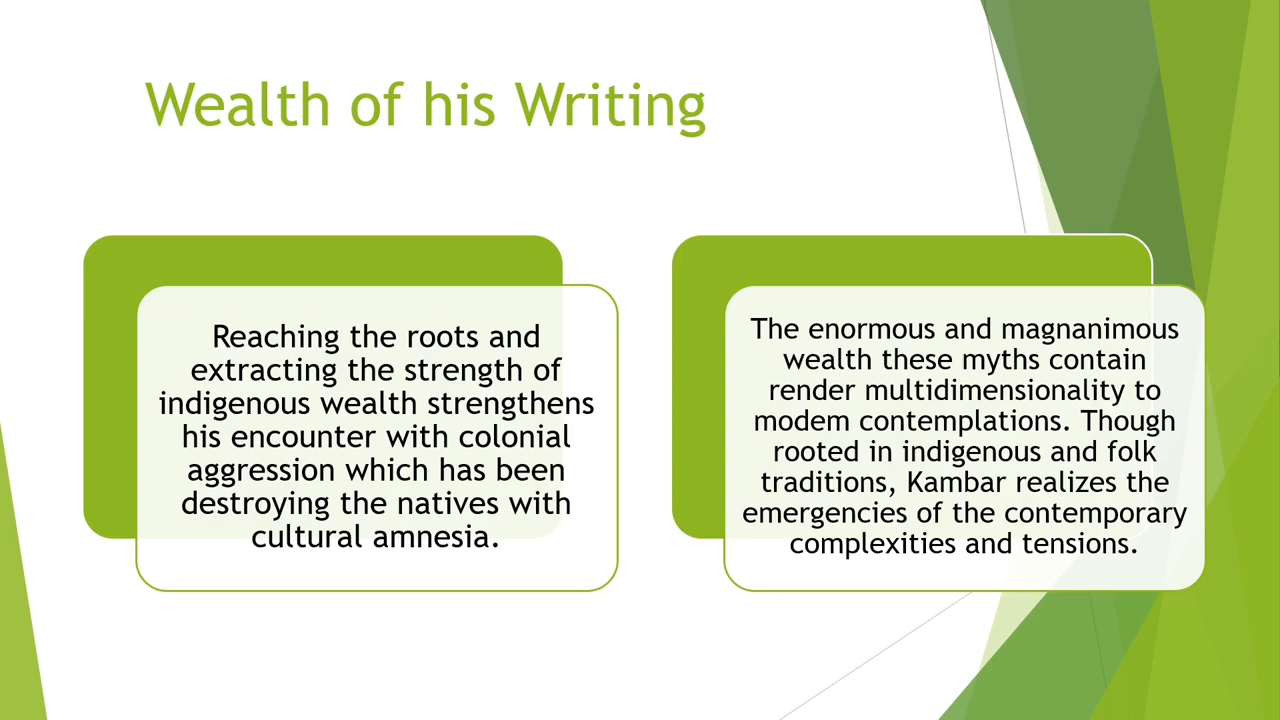 Wealth of his Writing
Reaching the roots and
extracting the strength of
indigenous wealth strengthens
his encounter with colonial
aggression which has been
destroying the natives with
cultural amnesia.
The enormous and magnanimous
wealth these myths contain
render multidimensionality to
modem contemplations. Though
rooted in indigenous and folk
traditions, Kambar realizes the
emergencies of the contemporary
complexities and tensions.